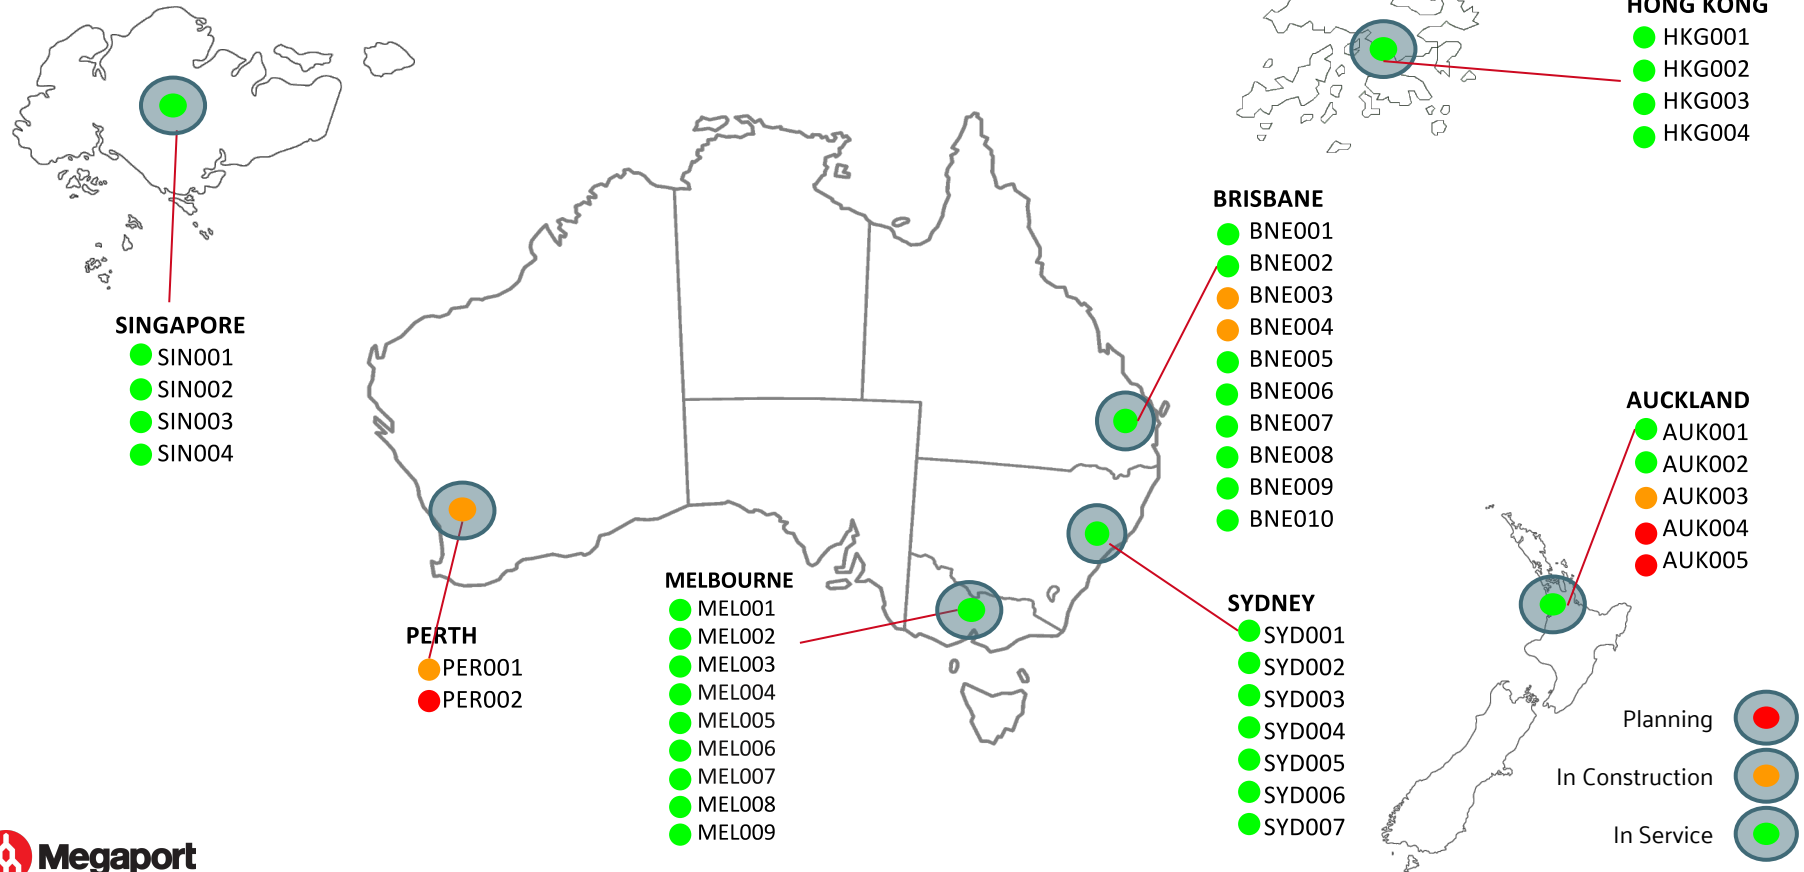 HONG KONG
HKG001
HKG002
HKG003
HKG004
BRISBANE
BNE001
BNE002
BNE003
BNE004
BNE005
BNE006
BNE007
BNE008
BNE009
BNE010
SINGAPORE
SIN001
SIN002
SIN003
SIN004
AUCKLAND
AUK001
AUK002
AUK003
AUK004
AUK005
PERTH
PER001
PER002
MELBOURNE
MEL001
MEL002
MEL003
MEL004
MEL005
MEL006
MEL007
MEL008
MEL009
SYDNEY
SYD001
SYD002
SYD003
SYD004
SYD005
SYD006
SYD007
Planning
In Construction
In Service
Megaport